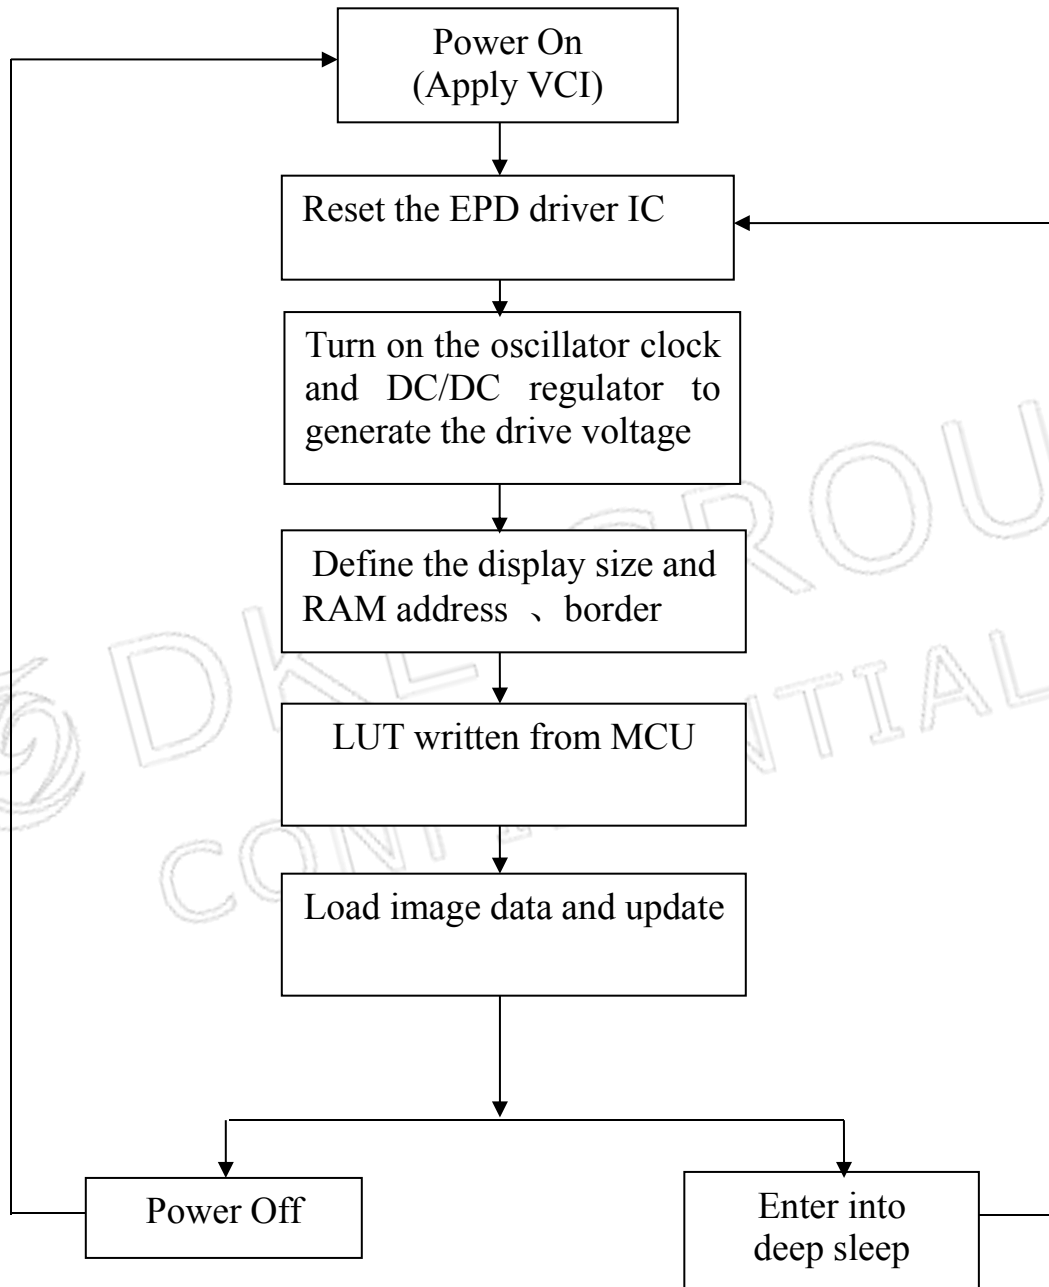 Power On
(Apply VCI)
Reset the EPD driver IC
Turn on the oscillator clock
and DC/DC regulator to
generate the drive voltage
Define the display size and
RAM address 、border
LUT written from MCU
Load image data and update
Power Off
Enter into
deep sleep